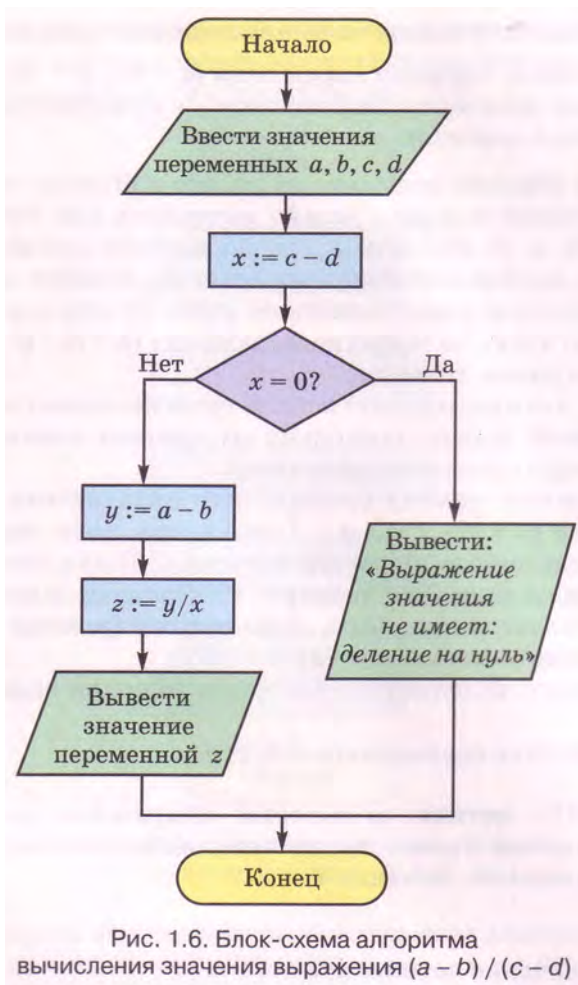 Начало
Ввести значения
переменных a, b, c, d
x := c – d
Нет
x = 0?
Да
y := a – b
z := y/x
Вывести
значение
переменной z
Вывести:
«Выражение
значения
не имеет:
деление на нуль»
Конец
Рис. 1.6. Блок-схема алгоритма
вычисления значения выражения (a – b) / (c – d)